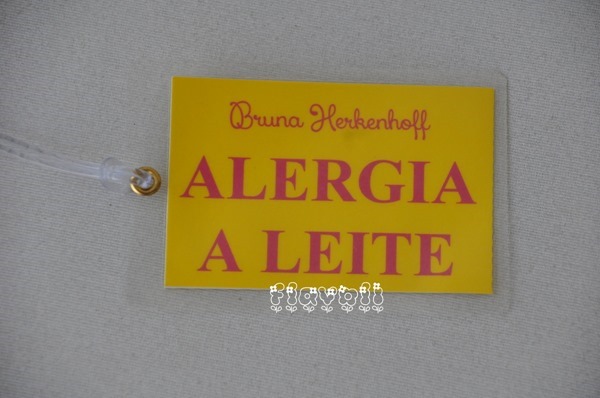 Bruna Herkenhoff
ALERGIA
A LEITE
flavoli